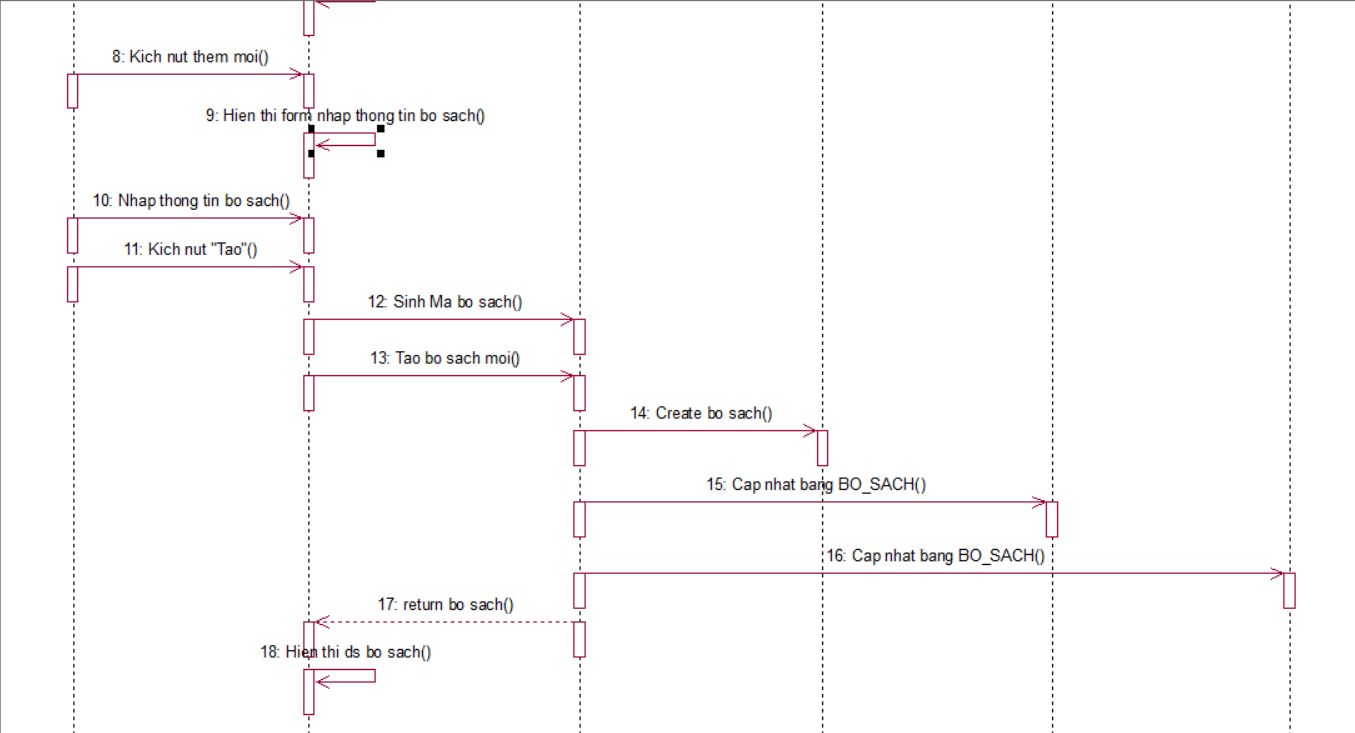 8: Kich nut them moi()
9: Hien thi form nhap thong tin bo sach()
10: Nhap thong tin bo sach()
11: Kich nut "Tao"()
12: Sinh Ma bo sach()
13: Tao bo sach moi()
14: Create bo sach()
15: Cap nhat bang BO_SACH()
16: Cap nhat bang BO_SACH()
17: return bo sach()
18: Hien thi ds bo sach()